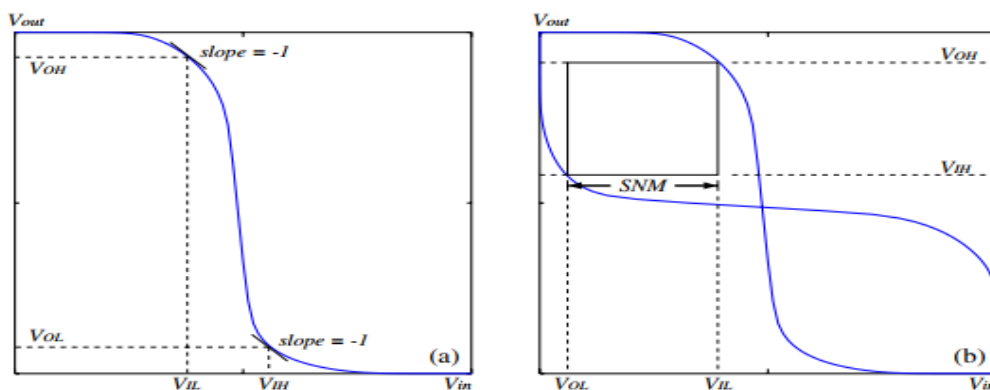 Vout
slope = -1
VOH
VOL
slope = -1
(a)
VIL
VIH
Vin
Vout
VOH
VIH
SNM
(b)
VOL
VIL